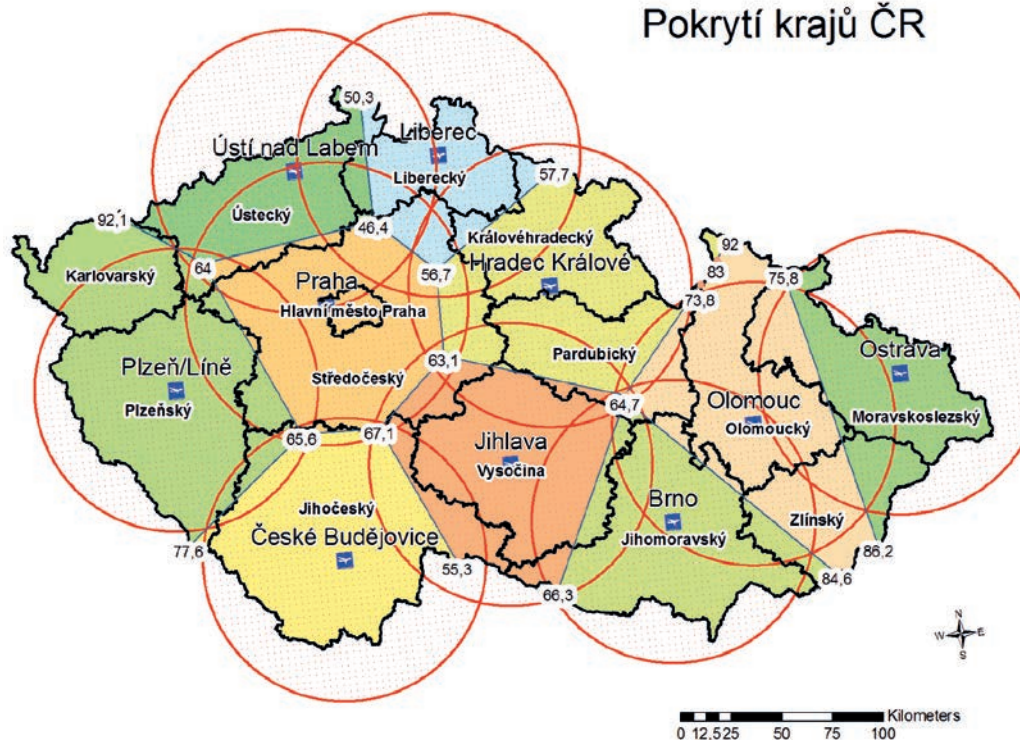 Pokrytí krajů ČR
50,3
Liberec
Ústí nad Labem
Liberecký
57,7
Ústecký
92,1
46,4
Královéhradecký
92
Karlovarský
64
56,7
Hradec Králové
83
75,8
Praha
Hlavní město Praha
73,8
Pardubický
Ostrava
Plzeň/Líně
63,1
Středočeský
Plzeňský
64,7
Olomouc
Olomoucký
Moravskoslezský
65,6
67,1
Jihlava
Vysočina
Brno
Jihočeský
Zlínský
České Budějovice
Jihomoravský
77,6
55,3
86,2
84,6
66,3
N
W E
S
Kilometers
0 12,5 25 50 75 100